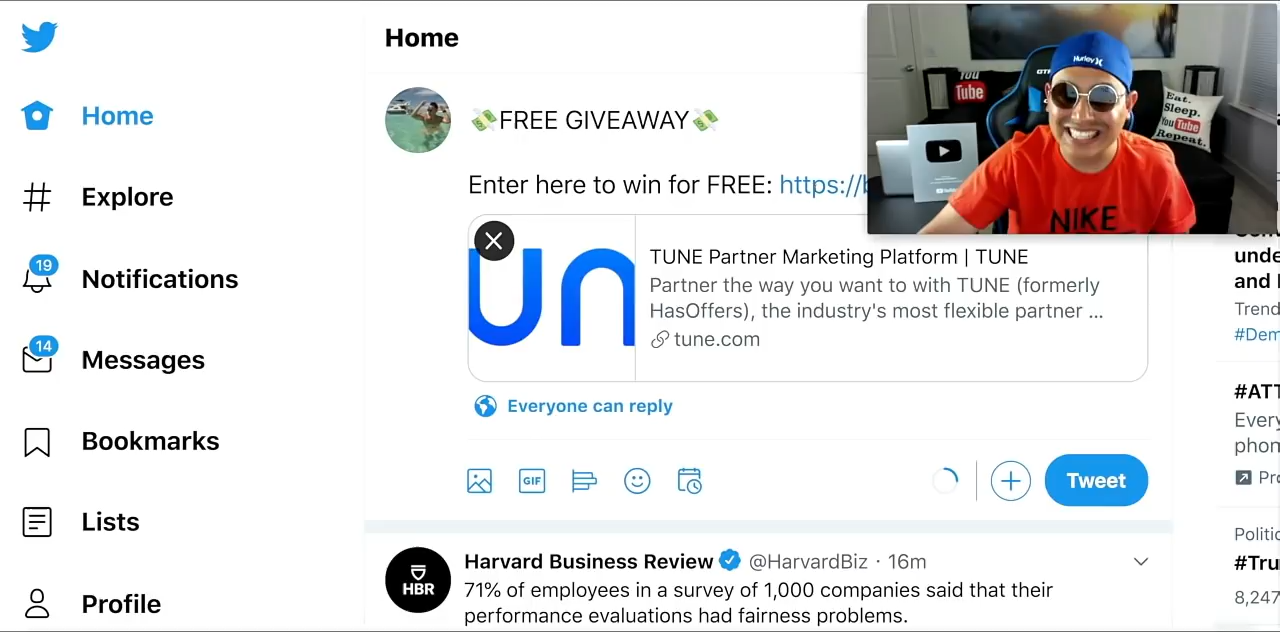 Home
Home
💸FREE GIVEAWAY💸
Explore
Enter here to win for FREE: https://b
Notifications
19
un
TUNE Partner Marketing Platform | TUNE
Partner the way you want to with TUNE (formerly
HasOffers), the industry's most flexible partner ...
tune.com
Messages
14
Everyone can reply
Bookmarks
GIF
Tweet
Lists
Harvard Business Review @HarvardBiz · 16m
HBR
71% of employees in a survey of 1,000 companies said that their
performance evaluations had fairness problems.
Profile
Hurley
You
Tube
Eat.
Sleep.
YouTube
Repeat.
NIKE
unde
and
Trend
#Dem
#ATT
Every
phon
Pro
Politic
#Tru
8,247